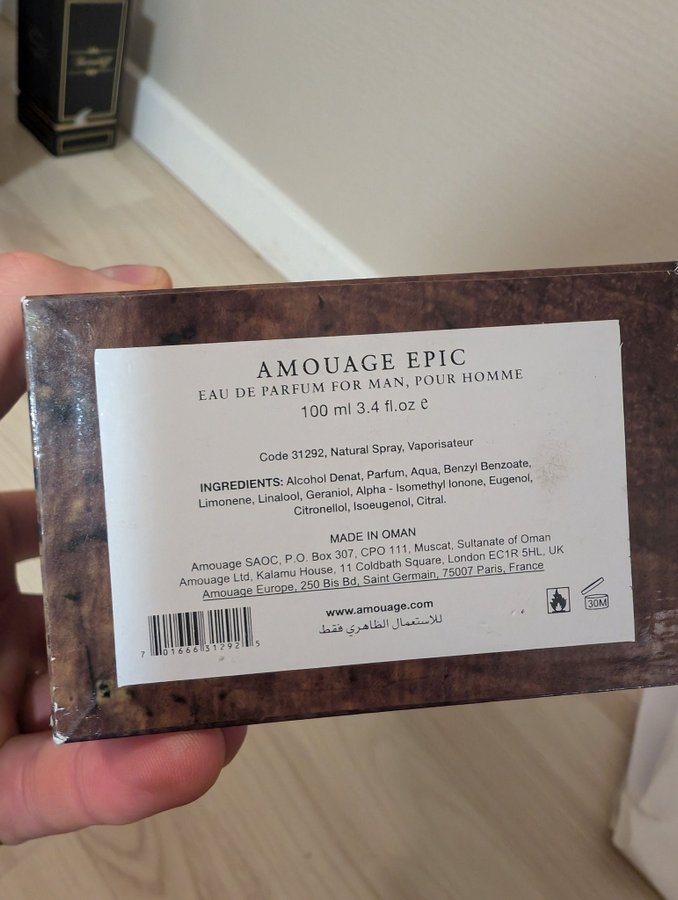 AMOUAGE EPIC
EAU DE PARFUM FOR MAN, POUR HOMME
100 ml 3.4 fl.oz e
Code 31292, Natural Spray, Vaporisateur
INGREDIENTS: Alcohol Denat, Parfum, Aqua, Benzyl Benzoate,
Limonene, Linalool, Geraniol, Alpha - Isomethyl Ionone, Eugenol,
Citronellol, Isoeugenol, Citral.
MADE IN OMAN
Amouage SAOC, P.O. Box 307, CPO 111, Muscat, Sultanate of Oman
Amouage Ltd, Kalamu House, 11 Coldbath Square, London EC1R 5HL, UK
Amouage Europe, 250 Bis Bd, Saint Germain, 75007 Paris, France
www.amouage.com
للاستعمال الظاهري فقط
30M
7 01666 31292 5